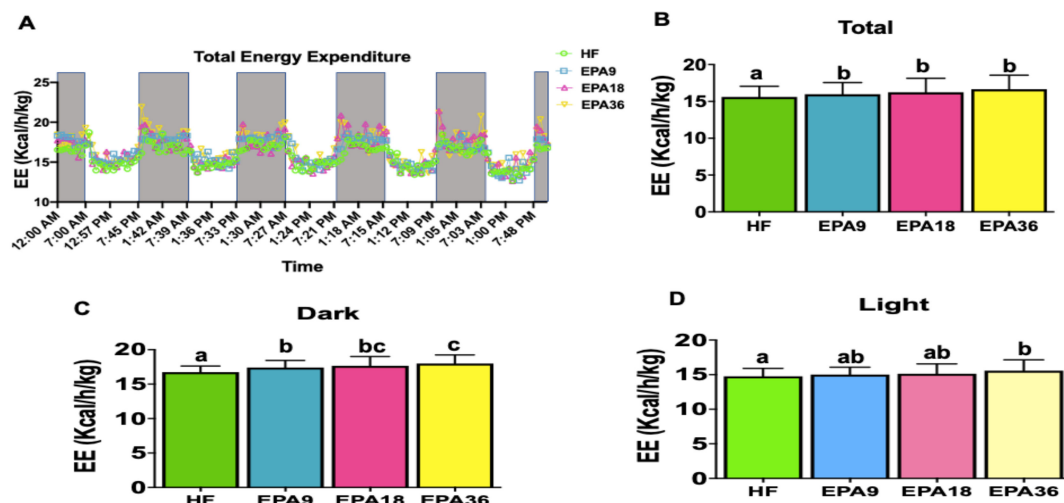 A
Total Energy Expenditure
HF
EPA9
EPA18
EPA36
EE (Kcal/h/kg)
25
20
15
10
12:00 AM
7:00 AM
12:57 PM
7:45 PM
1:42 AM
7:39 AM
1:36 PM
7:33 PM
1:30 AM
7:27 AM
1:24 PM
7:21 PM
1:18 AM
7:15 AM
1:12 PM
7:09 PM
1:05 AM
7:03 AM
1:00 PM
7:48 PM
Time
B
Total
EE (Kcal/h/kg)
20
15
10
5
0
a
b
b
b
HF
EPA9
EPA18
EPA36
C
Dark
EE (Kcal/h/kg)
20
15
10
5
0
a
b
bc
c
HF
EPA9
EPA18
EPA36
D
Light
EE (Kcal/h/kg)
20
15
10
5
0
a
ab
ab
b
HF
EPA9
EPA18
EPA36